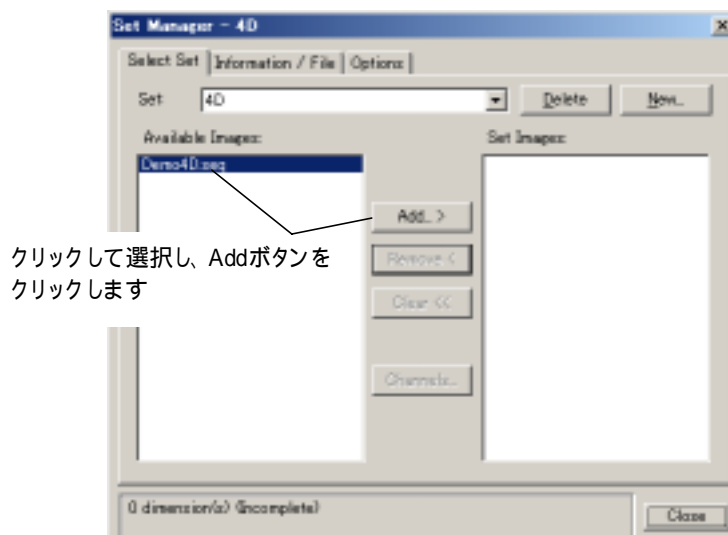 Set Manager - 4D
Select Set Information / File Options
Set: 4D Delete New...
Available Images: Set Images:
Demo4D.seq
Add... >
クリックして選択し、Addボタンを
クリックします
Remove <
Clear <<
Channels...
0 dimension(s) (Incomplete)
Close